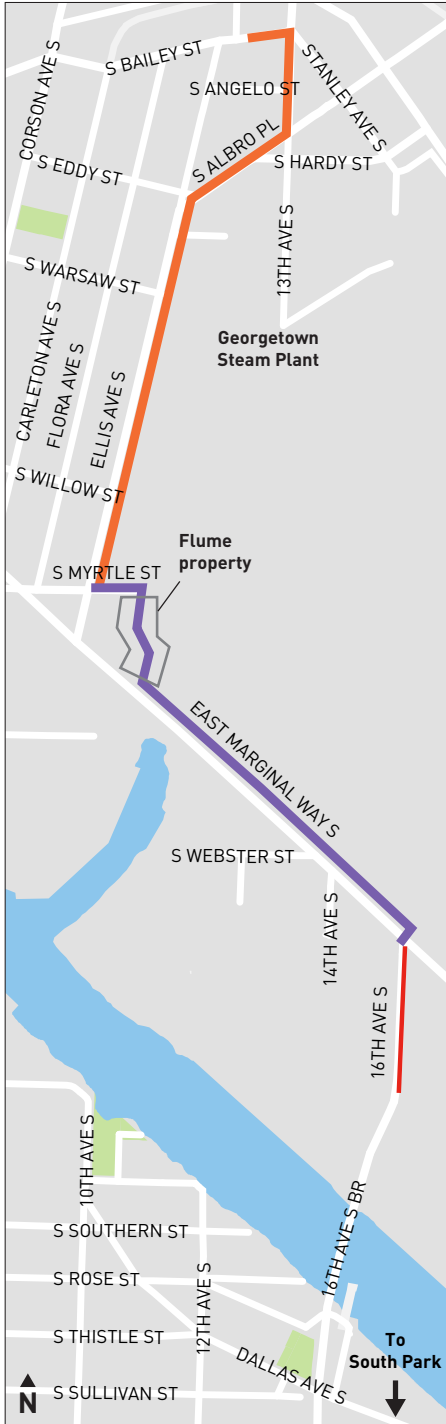 S BAILEY ST
CORSON AVE S
STANLEY AVE S
S ANGELO ST
S ALBRO PL
S HARDY ST
S EDDY ST
13TH AVE S
S WARSAW ST
Georgetown
Steam Plant
CARLETON AVE S
FLORA AVE S
ELLIS AVE S
S WILLOW ST
Flume
property
S MYRTLE ST
EAST MARGINAL WAY S
S WEBSTER ST
14TH AVE S
16TH AVE S
10TH AVE S
16TH AVE S BR
S SOUTHERN ST
S ROSE ST
12TH AVE S
S THISTLE ST
DALLAS AVE S
To
South Park
S SULLIVAN ST
N